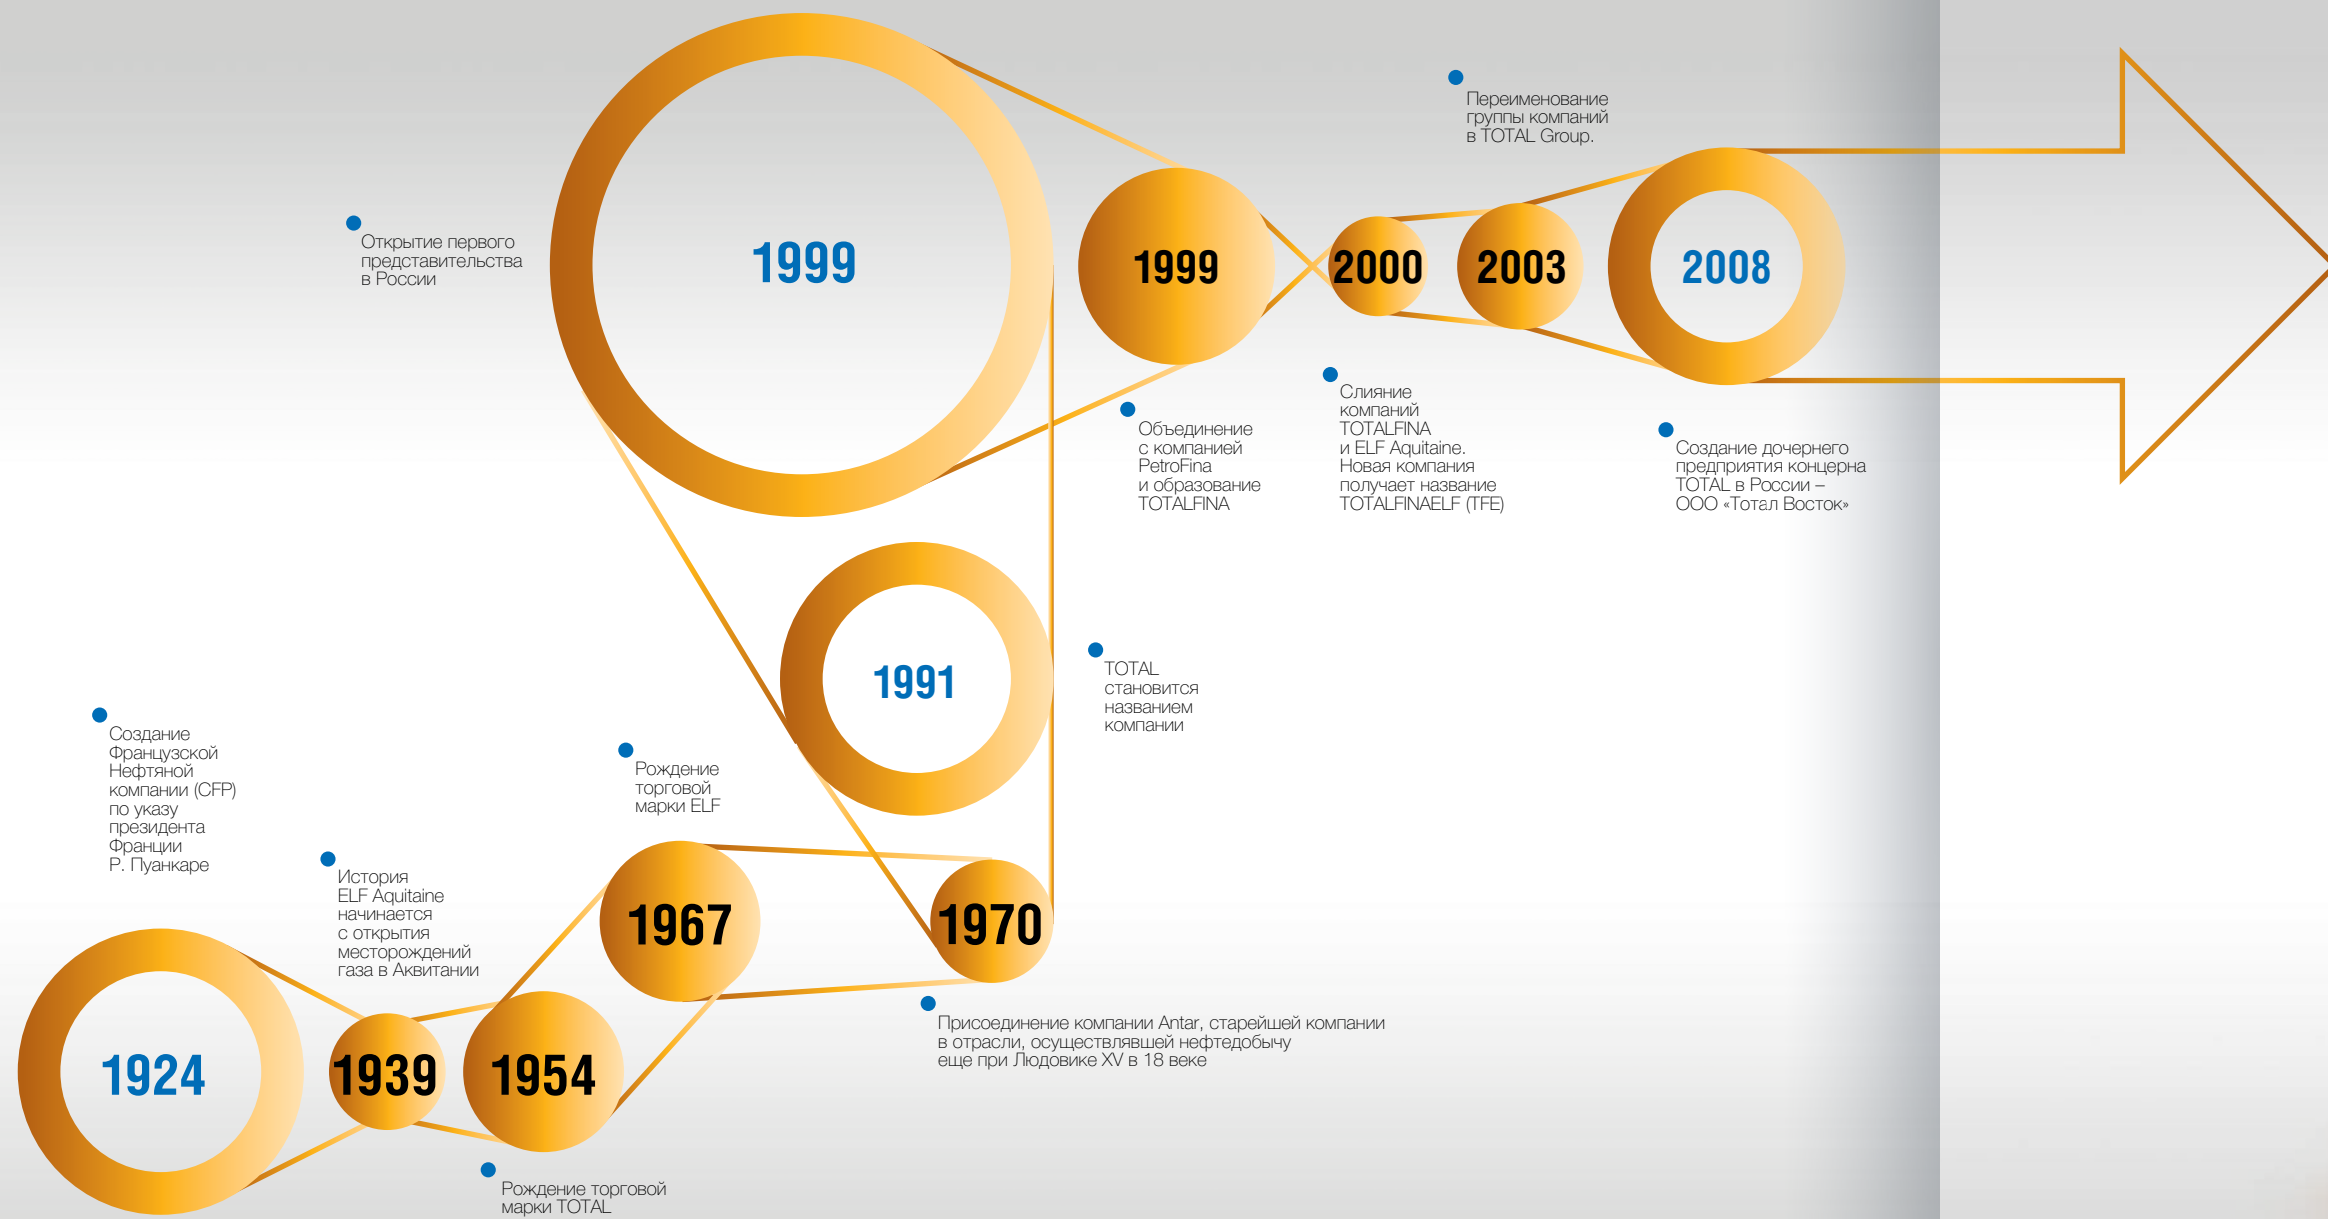 1924
Создание
Французской
Нефтяной
компании (CFP)
по указу
президента
Франции
Р. Пуанкаре
1939
История
ELF Aquitaine
начинается
с открытия
месторождений
газа в Аквитании
1954
Рождение торговой
марки TOTAL
1967
Рождение
торговой
марки ELF
1970
Присоединение компании Antar, старейшей компании
в отрасли, осуществлявшей нефтедобычу
еще при Людовике XV в 18 веке
1991
TOTAL
становится
названием
компании
1999
Открытие первого
представительства
в России
1999
Объединение
с компанией
PetroFina
и образование
TOTALFINA
2000
Слияние
компаний
TOTALFINA
и ELF Aquitaine.
Новая компания
получает название
TOTALFINAELF (TFE)
2003
Переименование
группы компаний
в TOTAL Group.
2008
Создание дочернего
предприятия концерна
TOTAL в России –
ООО «Тотал Восток»